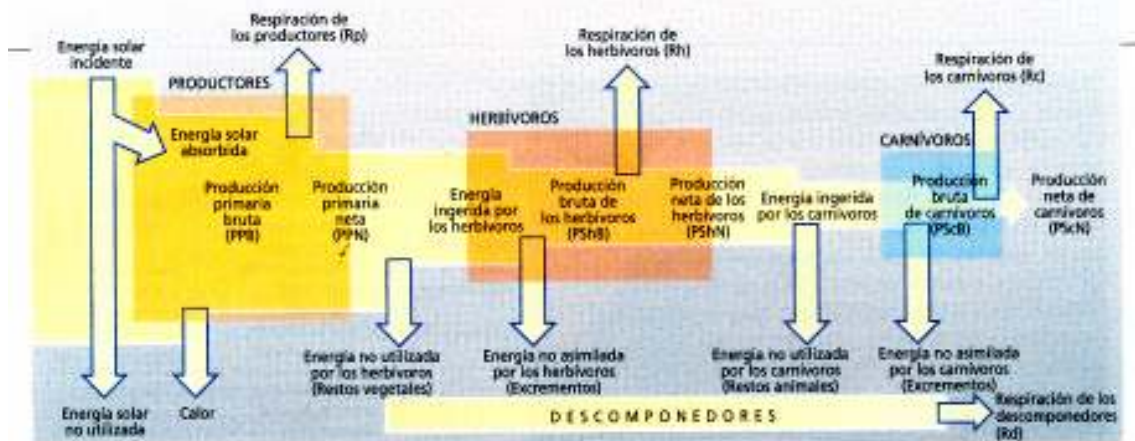 Energía solar
incidente
Respiración de
los productores (Rp)
PRODUCTORES
Energía solar
absorbida
Producción
primaria
bruta
(PPB)
Producción
primaria
neta
(PPN)
Respiración de
los herbívoros (Rh)
HERBÍVOROS
Energía
ingerida por
los herbívoros
Producción
bruta de
los herbívoros
(PShB)
Producción
neta de los
herbívoros
(PShN)
Energía ingerida
por los carnívoros
Respiración de
los carnívoros (Rc)
CARNÍVOROS
Producción
bruta
de carnívoros
(PScB)
Producción
neta de
carnívoros
(PScN)
Energía solar
no utilizada
Calor
Energía no utilizada
por los herbívoros
(Restos vegetales)
Energía no asimilada
por los herbívoros
(Excrementos)
Energía no utilizada
por los carnívoros
(Restos animales)
Energía no asimilada
por los carnívoros
(Excrementos)
DESCOMPONEDORES
Respiración de los
descomponedores
(Rd)